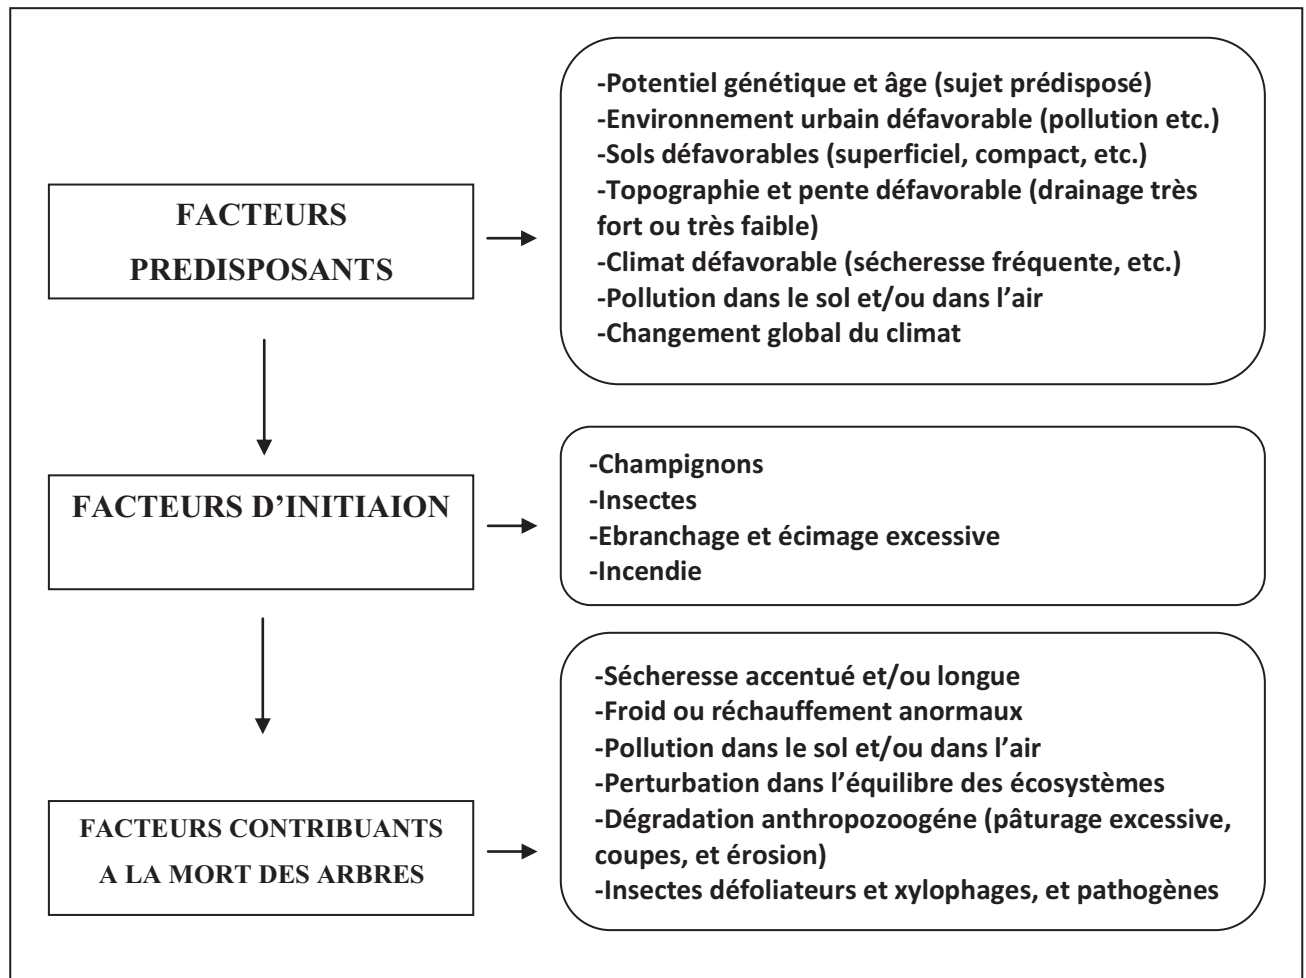 FACTEURS
PREDISPOSANTS
-Potentiel génétique et âge (sujet prédisposé)
-Environnement urbain défavorable (pollution etc.)
-Sols défavorables (superficiel, compact, etc.)
-Topographie et pente défavorable (drainage très
fort ou très faible)
-Climat défavorable (sécheresse fréquente, etc.)
-Pollution dans le sol et/ou dans l’air
-Changement global du climat
FACTEURS D’INITIAION
-Champignons
-Insectes
-Ebranchage et écimage excessive
-Incendie
FACTEURS CONTRIBUANTS
A LA MORT DES ARBRES
-Sécheresse accentué et/ou longue
-Froid ou réchauffement anormaux
-Pollution dans le sol et/ou dans l’air
-Perturbation dans l’équilibre des écosystèmes
-Dégradation anthropozoogéne (pâturage excessive,
coupes, et érosion)
-Insectes défoliateurs et xylophages, et pathogènes